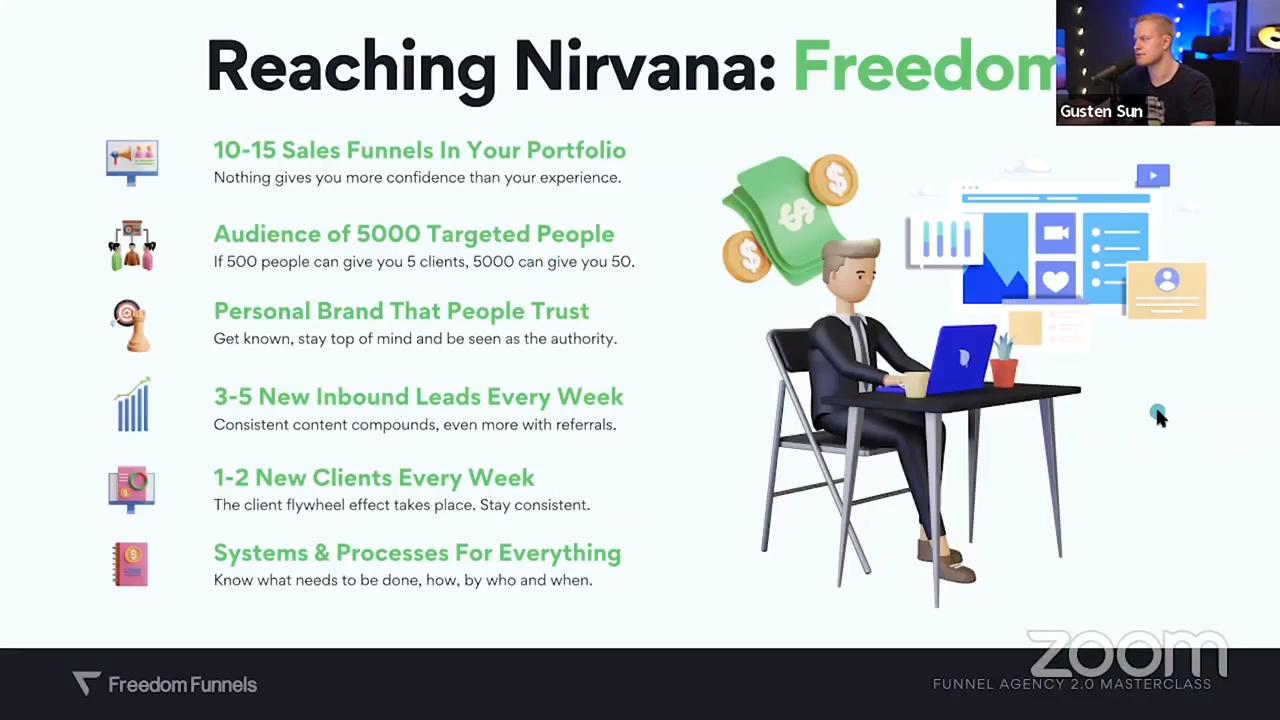 Reaching Nirvana: Freedom
Gusten Sun
10-15 Sales Funnels In Your Portfolio
Nothing gives you more confidence than your experience.
Audience of 5000 Targeted People
If 500 people can give you 5 clients, 5000 can give you 50.
Personal Brand That People Trust
Get known, stay top of mind and be seen as the authority.
3-5 New Inbound Leads Every Week
Consistent content compounds, even more with referrals.
1-2 New Clients Every Week
The client flywheel effect takes place. Stay consistent.
Systems & Processes For Everything
Know what needs to be done, how, by who and when.
zoom
Freedom Funnels
FUNNEL AGENCY 2.0 MASTERCLASS